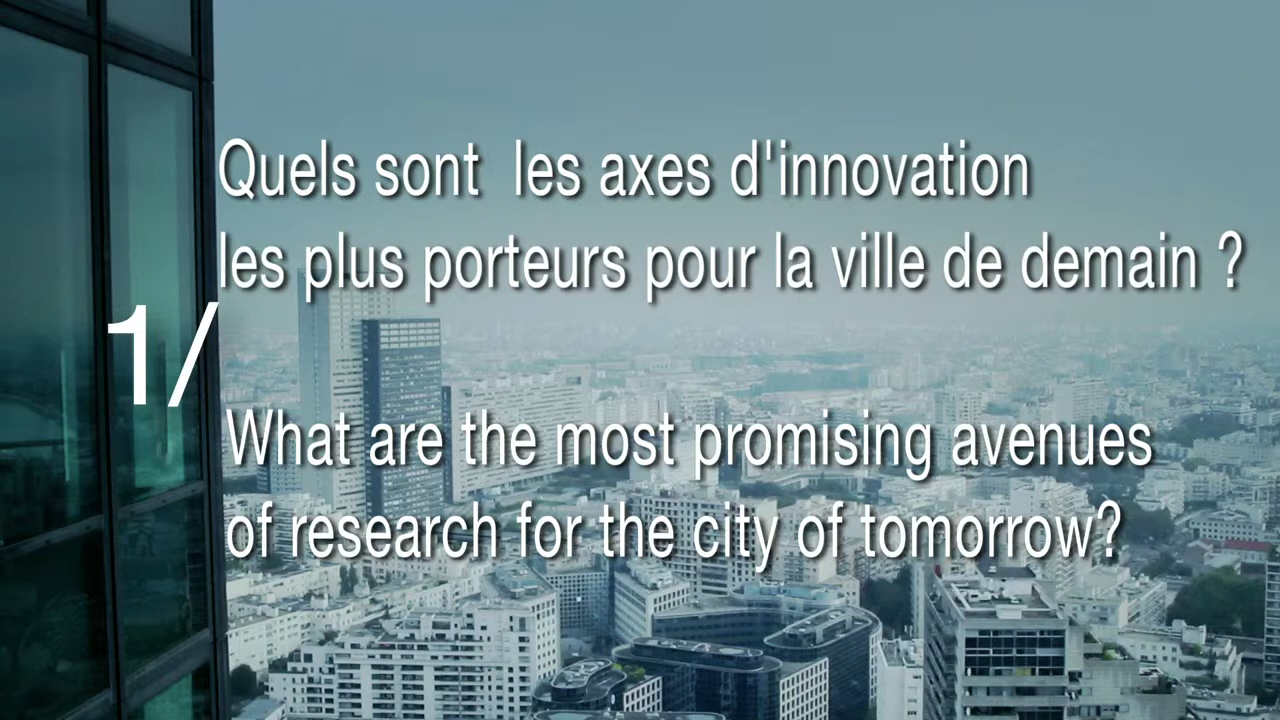 Quels sont  les axes d'innovation
les plus porteurs pour la ville de demain ?
1/
What are the most promising avenues
of research for the city of tomorrow?